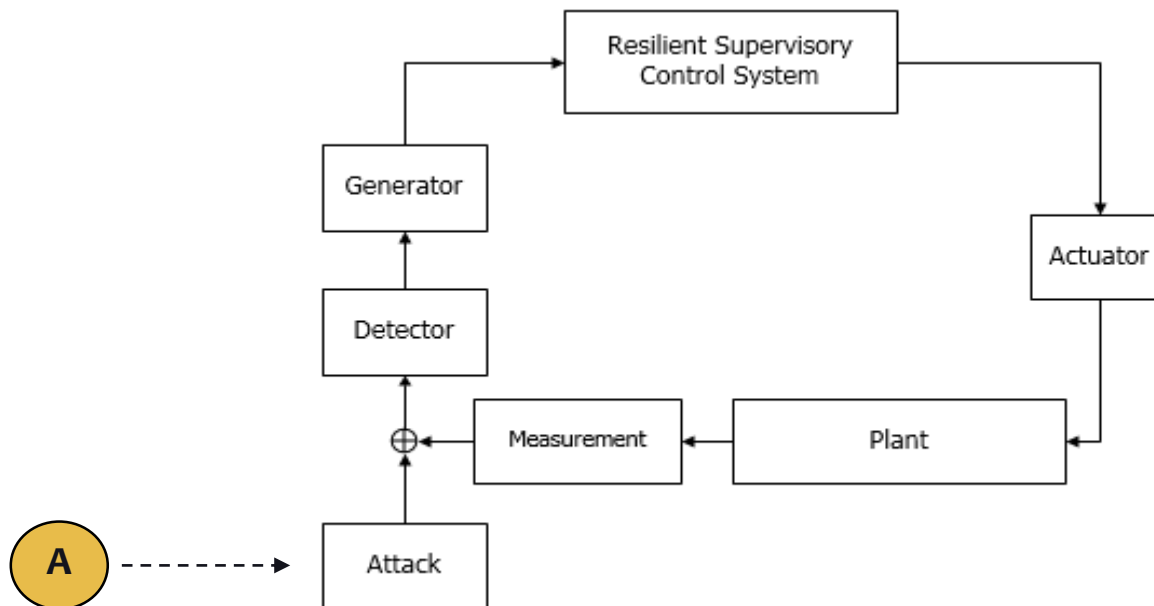 Resilient Supervisory
Control System
Generator
Actuator
Detector
Measurement
Plant
A
Attack